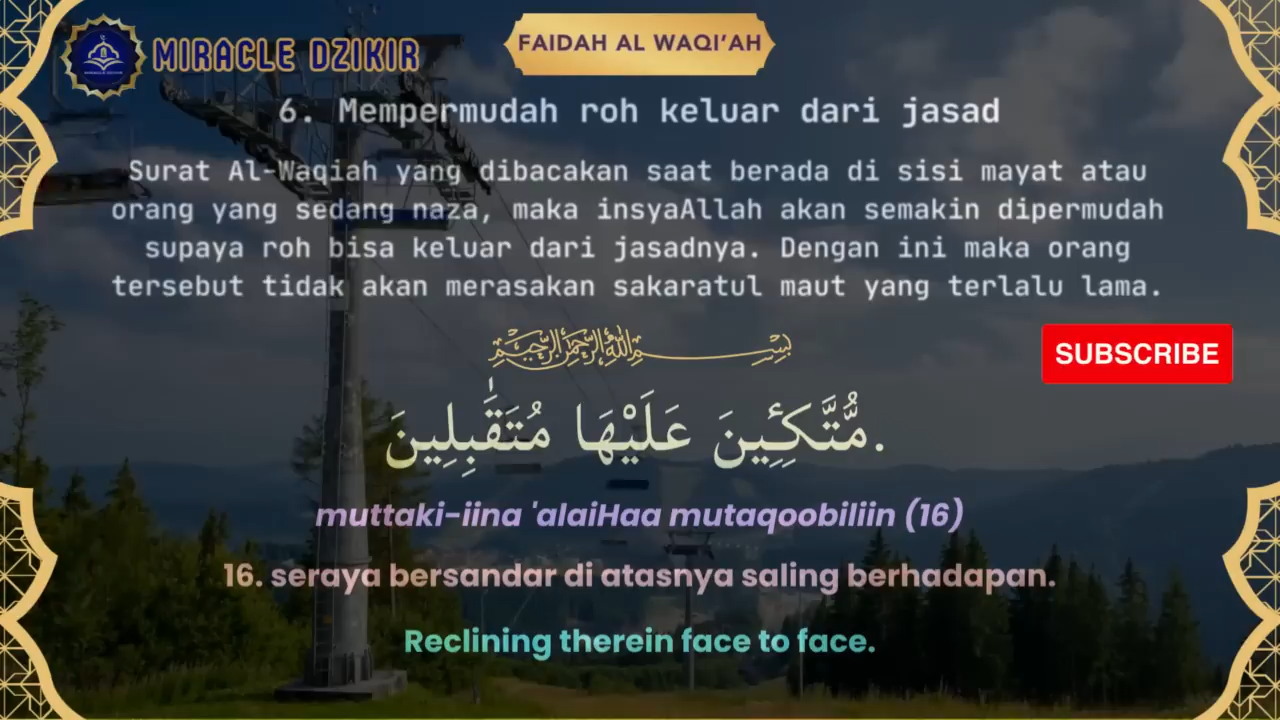 MIRACLE DZIKIR
FAIDAH AL WAQI'AH
6. Mempermudah roh keluar dari jasad
Surat Al-Waqiah yang dibacakan saat berada di sisi mayat atau
orang yang sedang naza, maka insyaAllah akan semakin dipermudah
supaya roh bisa keluar dari jasadnya. Dengan ini maka orang
tersebut tidak akan merasakan sakaratul maut yang terlalu lama.
بِسْمِ اللهِ الرَّحْمٰنِ الرَّحِيْمِ
SUBSCRIBE
.مُّتَّكِـِٔينَ عَلَيْهَا مُتَقَٰبِلِينَ
muttaki-iina 'alaiHaa mutaqoobiliin (16)
16. seraya bersandar di atasnya saling berhadapan.
Reclining therein face to face.